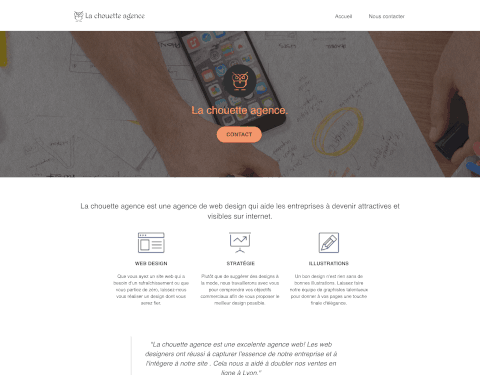 La chouette agence
Accueil
Nous contacter
La chouette agence.
CONTACT
La chouette agence est une agence de web design qui aide les entreprises à devenir attractives et
visibles sur internet.
WEB DESIGN
STRATÉGIE
ILLUSTRATIONS
Que vous ayez un site web qui a
besoin d'un rafraîchissement ou que
vous partiez de zéro, laissez-nous
vous réaliser un design dont vous
serez fier.
Plutôt que de suggérer des designs à
la mode, nous travaillerons avec vous
pour comprendre vos objectifs
commerciaux afin de vous proposer le
meilleur design possible.
Un bon design n'est rien sans de
bonnes illustrations. Laissez faire
notre équipe de graphistes talentueux
pour donner à vos pages une touche
finale d'élégance.
"La chouette agence est une excellente agence web! Les web
designers ont réussi à capturer l'essence de notre entreprise et à
l'intégere à notre site . Cela nous a aidé à doubler nos ventes en
ligne à Lyon."